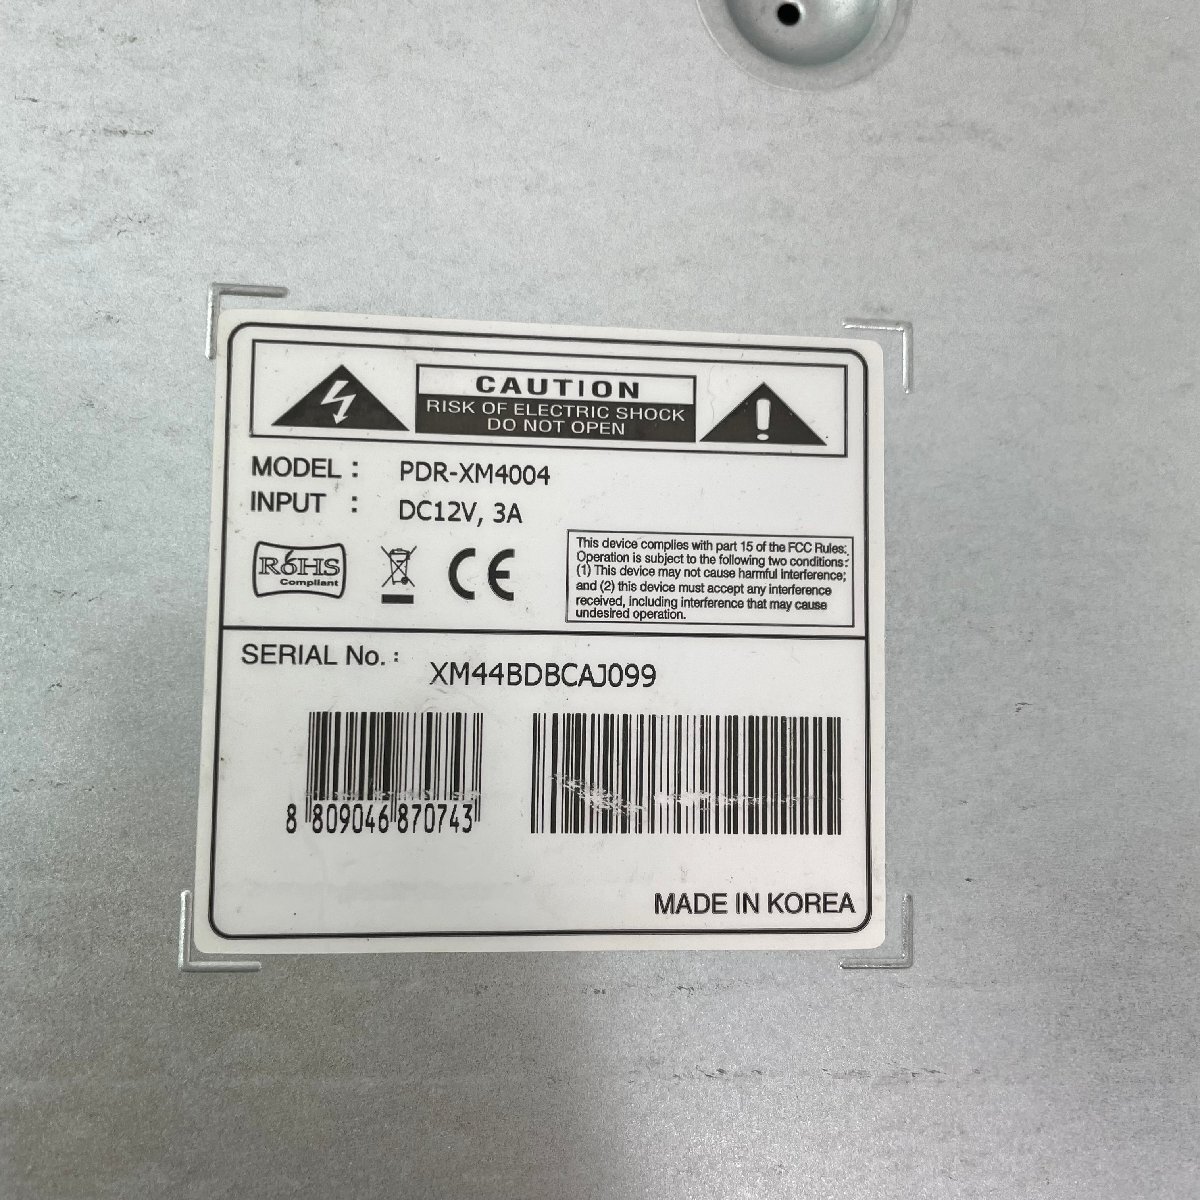 CAUTION
RISK OF ELECTRIC SHOCK
DO NOT OPEN
MODEL : PDR-XM4004
INPUT : DC12V, 3A
RoHS
Compliant
CE
This device complies with part 15 of the FCC Rules.
Operation is subject to the following two conditions:
(1) This device may not cause harmful interference;
and (2) this device must accept any interference
received, including interference that may cause
undesired operation.
SERIAL No. : XM44BDBCAJ099
8 809046 870743
MADE IN KOREA